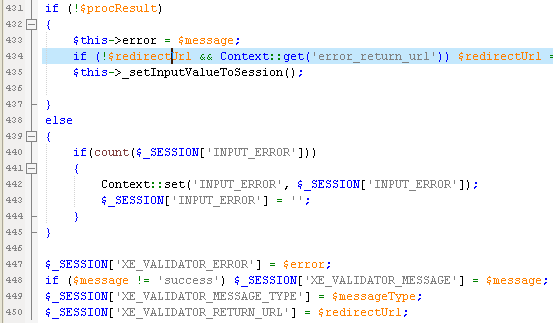 431 if (!$procResult)
432 {
433 $this->error = $message;
434 if (!$redirectUrl && Context::get('error_return_url')) $redirectUrl =
435 $this->_setInputValueToSession();
436
437 }
438 else
439 {
440 if(count($_SESSION['INPUT_ERROR']))
441 {
442 Context::set('INPUT_ERROR', $_SESSION['INPUT_ERROR']);
443 $_SESSION['INPUT_ERROR'] = '';
444 }
445 }
446
447 $_SESSION['XE_VALIDATOR_ERROR'] = $error;
448 if ($message != 'success') $_SESSION['XE_VALIDATOR_MESSAGE'] = $message;
449 $_SESSION['XE_VALIDATOR_MESSAGE_TYPE'] = $messageType;
450 $_SESSION['XE_VALIDATOR_RETURN_URL'] = $redirectUrl;